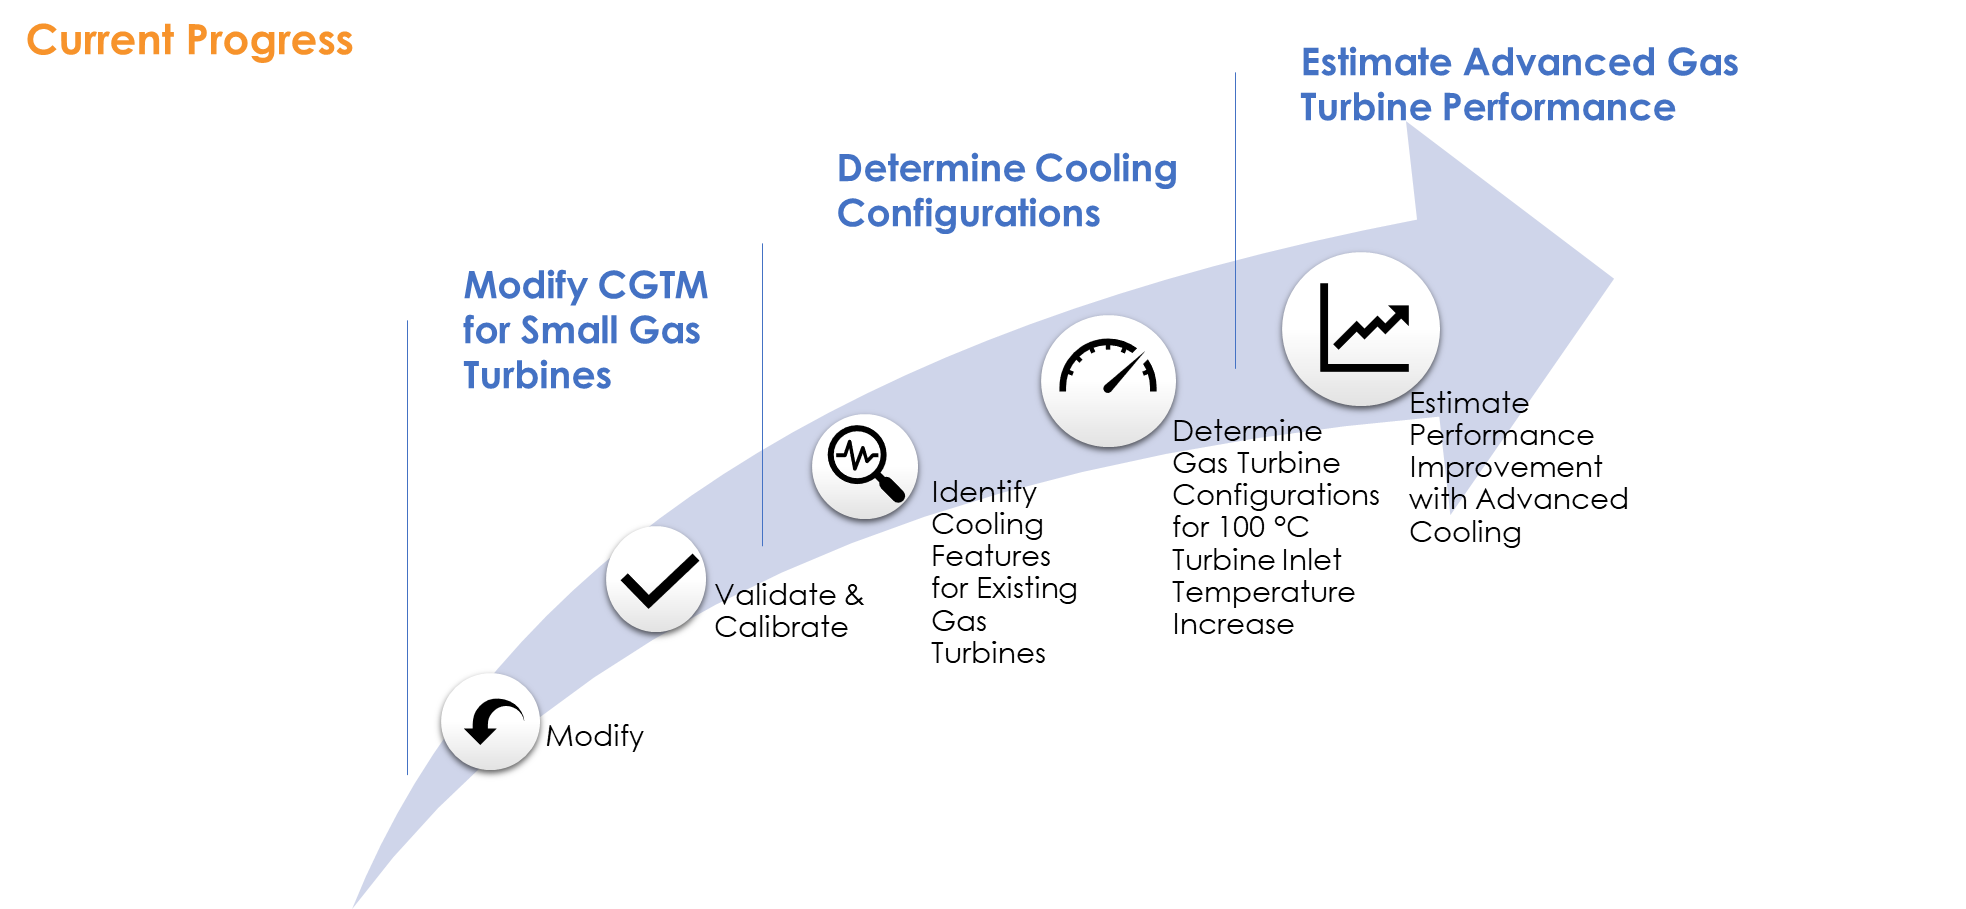 Current Progress
Modify CGTM
for Small Gas
Turbines
Determine Cooling
Configurations
Estimate Advanced Gas
Turbine Performance
Modify
Validate &
Calibrate
Identify
Cooling
Features
for Existing
Gas
Turbines
Determine
Gas Turbine
Configurations
for 100 °C
Turbine Inlet
Temperature
Increase
Estimate
Performance
Improvement
with Advanced
Cooling